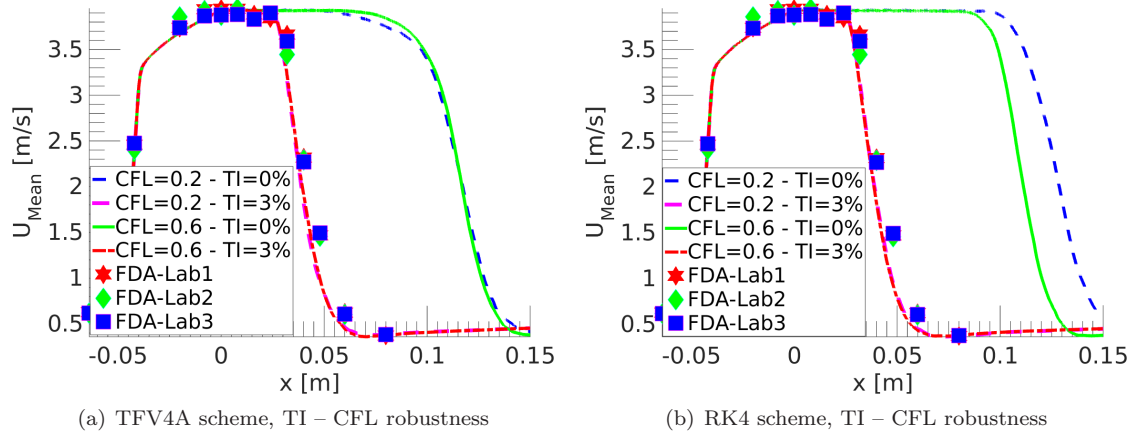 3.5
3
2.5
2
1.5
1
0.5
U_Mean [m/s]
CFL=0.2 - TI=0%
CFL=0.2 - TI=3%
CFL=0.6 - TI=0%
CFL=0.6 - TI=3%
FDA-Lab1
FDA-Lab2
FDA-Lab3
-0.05 0 0.05 0.1 0.15
x [m]
(a) TFV4A scheme, TI – CFL robustness
3.5
3
2.5
2
1.5
1
0.5
U_Mean [m/s]
CFL=0.2 - TI=0%
CFL=0.2 - TI=3%
CFL=0.6 - TI=0%
CFL=0.6 - TI=3%
FDA-Lab1
FDA-Lab2
FDA-Lab3
-0.05 0 0.05 0.1 0.15
x [m]
(b) RK4 scheme, TI – CFL robustness